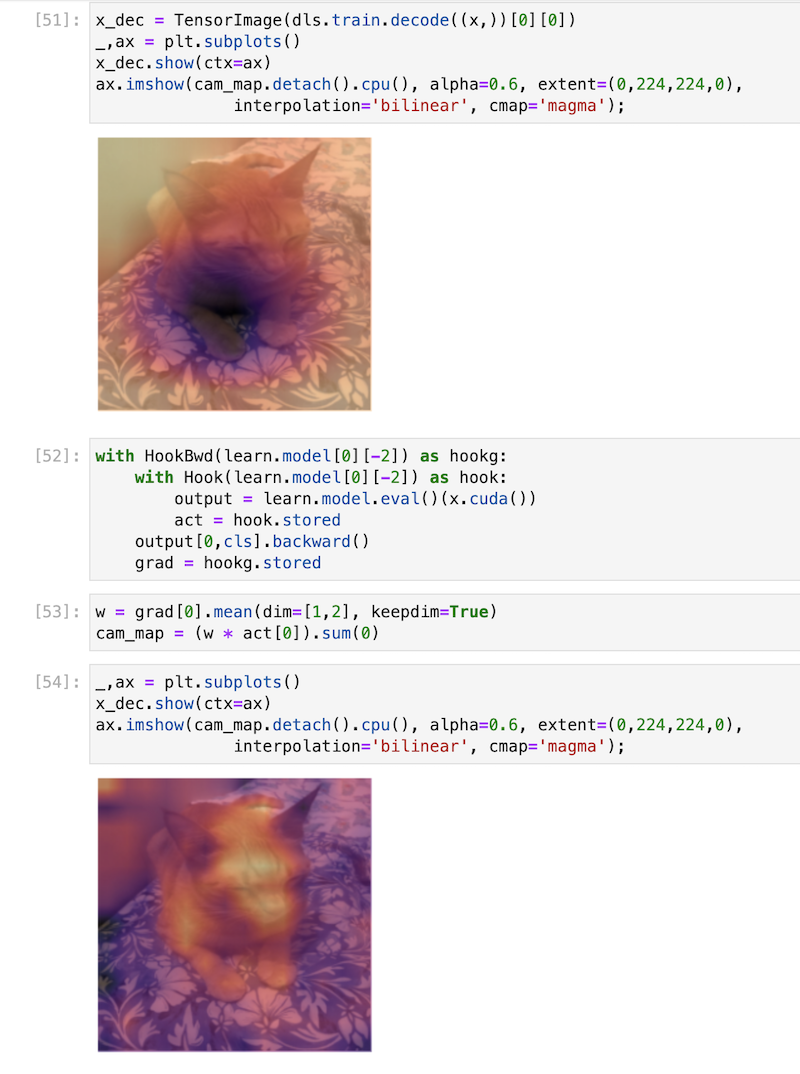 [51]: x_dec = TensorImage(dls.train.decode((x,))[0][0])
_,ax = plt.subplots()
x_dec.show(ctx=ax)
ax.imshow(cam_map.detach().cpu(), alpha=0.6, extent=(0,224,224,0),
interpolation='bilinear', cmap='magma');
[52]: with HookBwd(learn.model[0][-2]) as hookg:
with Hook(learn.model[0][-2]) as hook:
output = learn.model.eval()(x.cuda())
act = hook.stored
output[0,cls].backward()
grad = hookg.stored
[53]: w = grad[0].mean(dim=[1,2], keepdim=True)
cam_map = (w * act[0]).sum(0)
[54]: _,ax = plt.subplots()
x_dec.show(ctx=ax)
ax.imshow(cam_map.detach().cpu(), alpha=0.6, extent=(0,224,224,0),
interpolation='bilinear', cmap='magma');